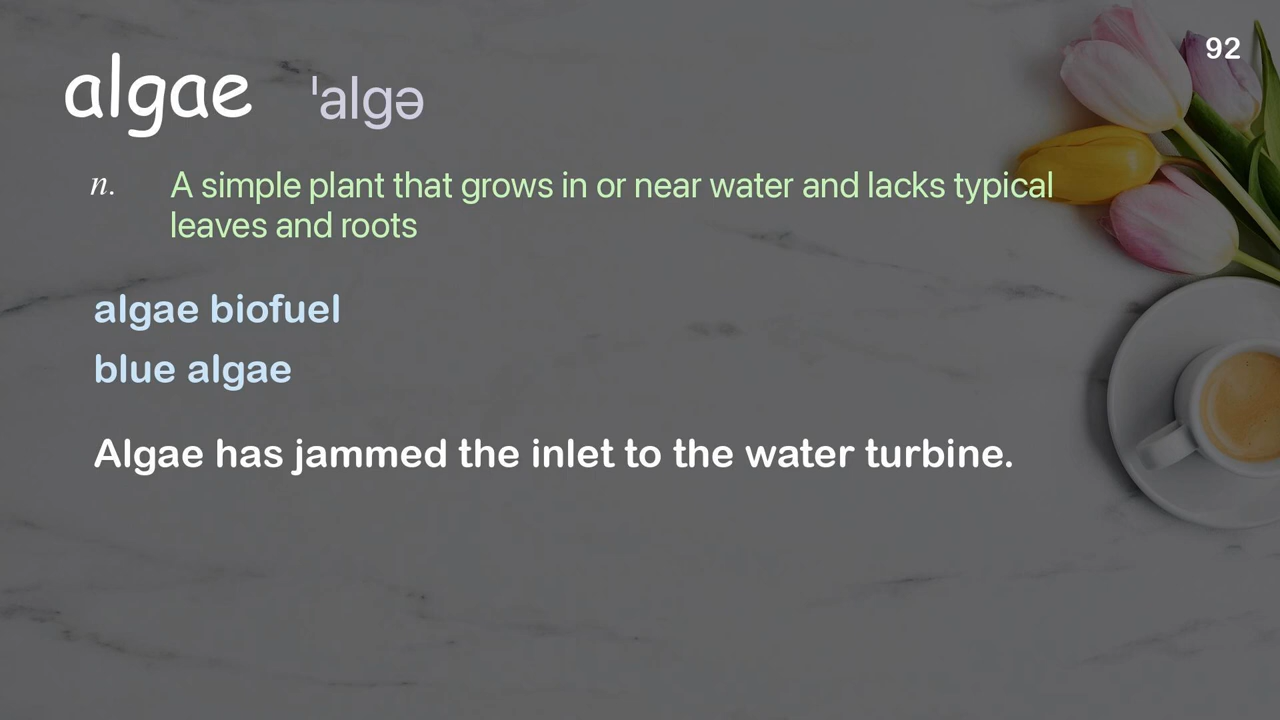 92
algae ˈalgə
n. A simple plant that grows in or near water and lacks typical
leaves and roots
algae biofuel
blue algae
Algae has jammed the inlet to the water turbine.